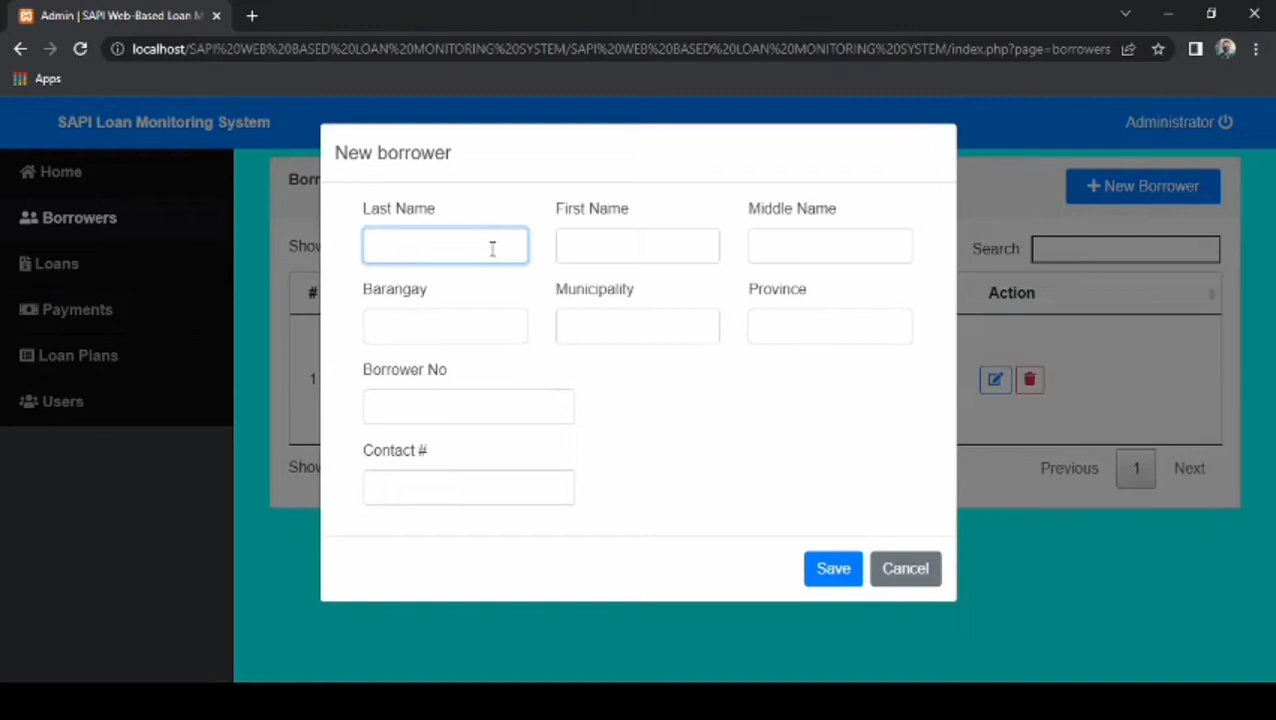 Admin | SAPI Web-Based Loan M
localhost/SAPI%20WEB%20BASED%20LOAN%20MONITORING%20SYSTEM/SAPI%20WEB%20BASED%20LOAN%20MONITORING%20SYSTEM/index.php?page=borrowers
Apps
SAPI Loan Monitoring System
Administrator
Home
Borrowers
Loans
Payments
Loan Plans
Users
Borr
+ New Borrower
Show
Search
#
Action
1
Show
Previous 1 Next
New borrower
Last Name First Name Middle Name
Barangay Municipality Province
Borrower No
Contact #
Save Cancel